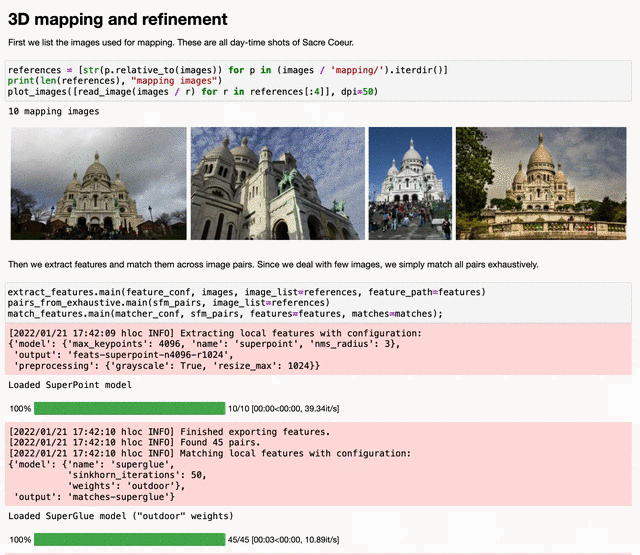 3D mapping and refinement
First we list the images used for mapping. These are all day-time shots of Sacre Coeur.
references = [str(p.relative_to(images)) for p in (images / 'mapping/').iterdir()]
print(len(references), "mapping images")
plot_images([read_image(images / r) for r in references[:4]], dpi=50)
10 mapping images
Then we extract features and match them across image pairs. Since we deal with few images, we simply match all pairs exhaustively.
extract_features.main(feature_conf, images, image_list=references, feature_path=features)
pairs_from_exhaustive.main(sfm_pairs, image_list=references)
match_features.main(matcher_conf, sfm_pairs, features=features, matches=matches);
[2022/01/21 17:42:09 hloc INFO] Extracting local features with configuration:
{'model': {'max_keypoints': 4096, 'name': 'superpoint', 'nms_radius': 3},
'output': 'feats-superpoint-n4096-r1024',
'preprocessing': {'grayscale': True, 'resize_max': 1024}}
Loaded SuperPoint model
100% 10/10 [00:00<00:00, 39.34it/s]
[2022/01/21 17:42:10 hloc INFO] Finished exporting features.
[2022/01/21 17:42:10 hloc INFO] Found 45 pairs.
[2022/01/21 17:42:10 hloc INFO] Matching local features with configuration:
{'model': {'name': 'superglue',
'sinkhorn_iterations': 50,
'weights': 'outdoor'},
'output': 'matches-superglue'}
Loaded SuperGlue model ("outdoor" weights)
100% 45/45 [00:03<00:00, 10.89it/s]